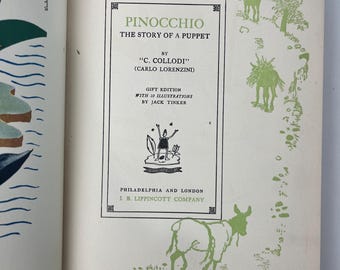 PINOCCHIO
THE STORY OF A PUPPET
BY
"C. COLLODI"
(CARLO LORENZINI)
GIFT EDITION
WITH 10 ILLUSTRATIONS
BY JACK TINKER
PHILADELPHIA AND LONDON
J. B. LIPPINCOTT COMPANY